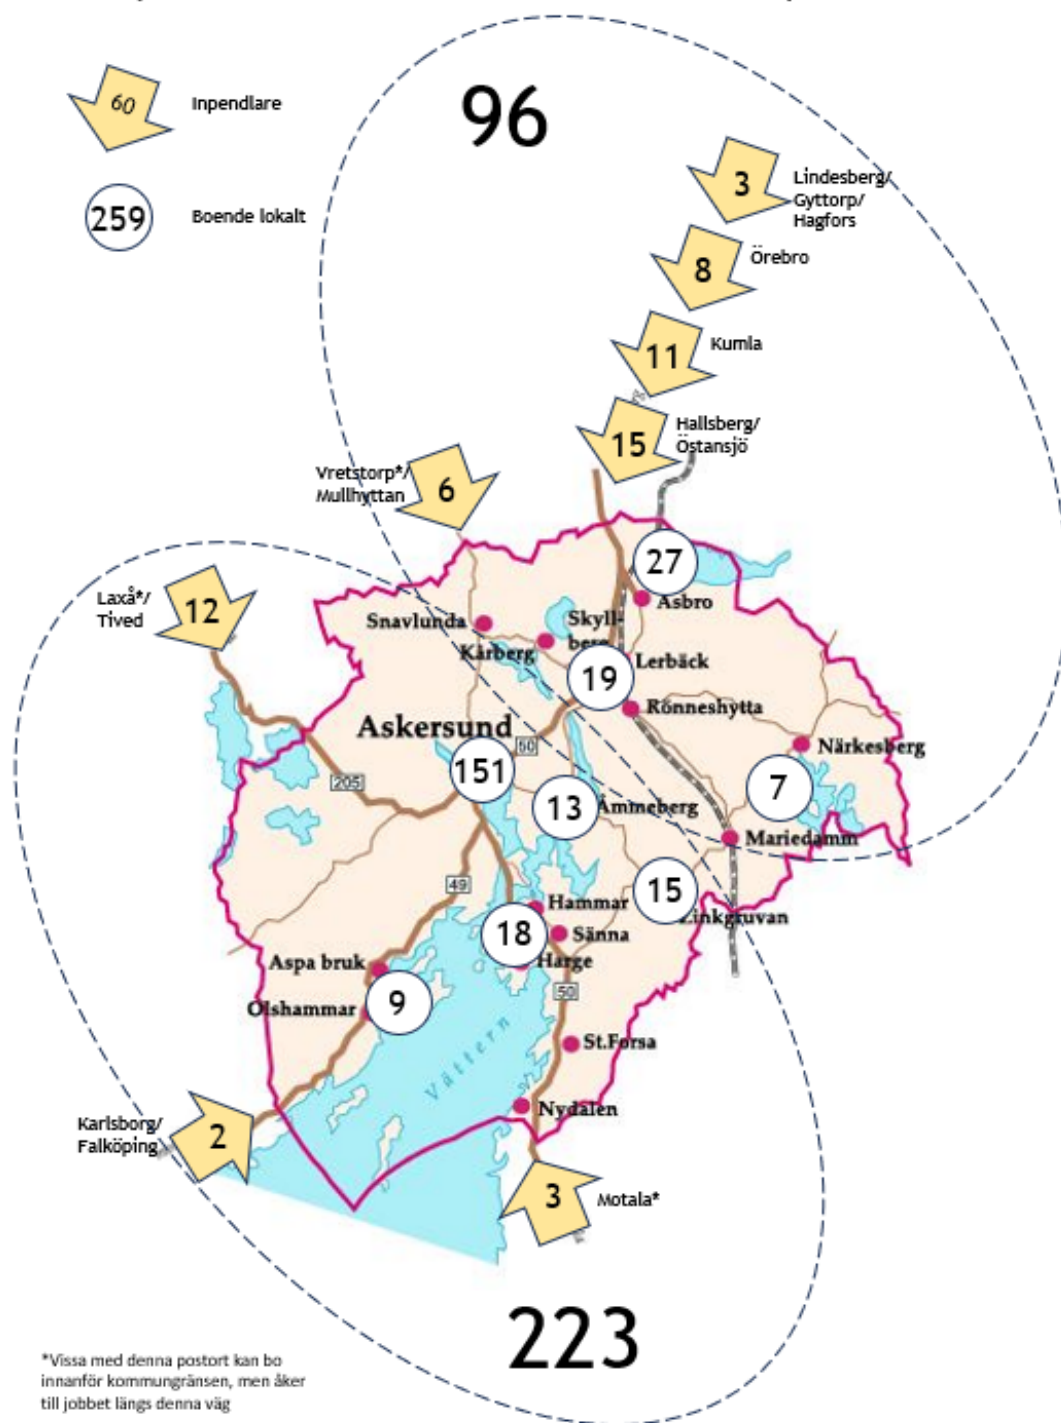 60
Inpendlare
259
Boende lokalt
96
3
Lindesberg/
Gyttorp/
Hagfors
8
Örebro
11
Kumla
15
Hallsberg/
Östansjö
Vretstorp*/
Mullhyttan
6
27
Åsbro
Laxå*/
Tived
12
Snavlunda
Skyll-
berg
Kårberg
Lerbäck
19
Rönneshytta
Askersund
50
Närkesberg
151
205
7
13
Åmmeberg
Mariedamm
49
15
Zinkgruvan
Hammar
18
Sänna
Harge
Aspa bruk
9
Olshammar
50
Vättern
St.Forsa
Nydalen
Karlsborg/
Falköping
2
3
Motala*
223
*Vissa med denna postort kan bo
innanför kommungränsen, men åker
till jobbet längs denna väg